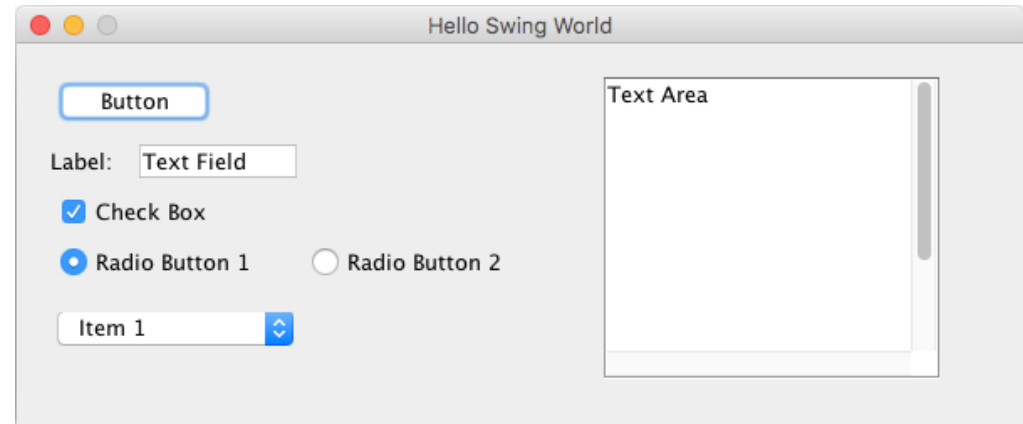 Hello Swing World
Button
Label: Text Field
Check Box
Radio Button 1 Radio Button 2
Item 1
Text Area